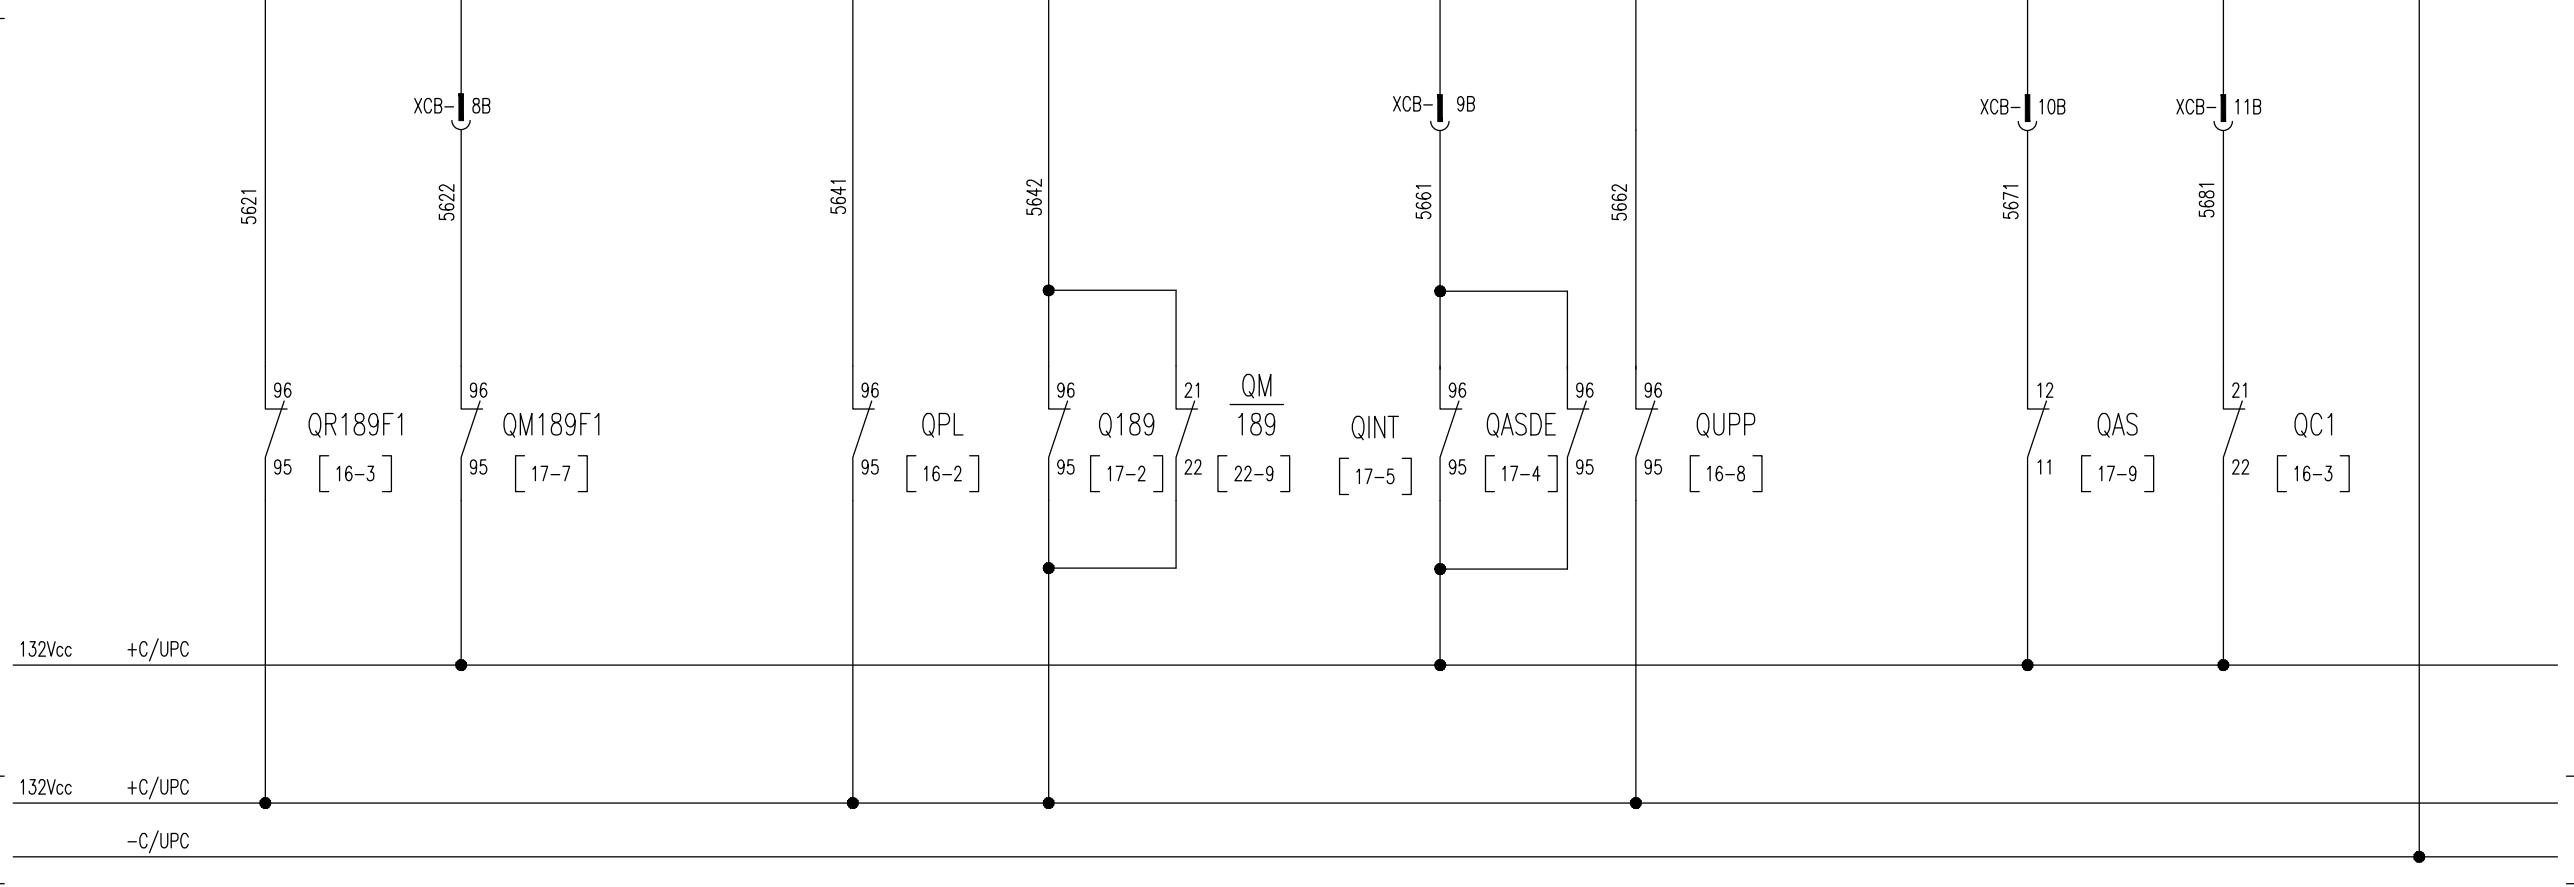 XCB- 8B
XCB- 9B
XCB- 10B
XCB- 11B
5621
5622
5641
5642
5661
5662
5671
5681
96
96
96
96
21
QM
96
96
96
12
21
QR189F1
QM189F1
QPL
Q189
189
QINT
QASDE
QUPP
QAS
QC1
95
[16-3]
95
[17-7]
95
[16-2]
95
[17-2]
22
[22-9]
[17-5]
95
[17-4]
95
95
[16-8]
11
[17-9]
22
[16-3]
132Vcc +C/UPC
132Vcc +C/UPC
-C/UPC